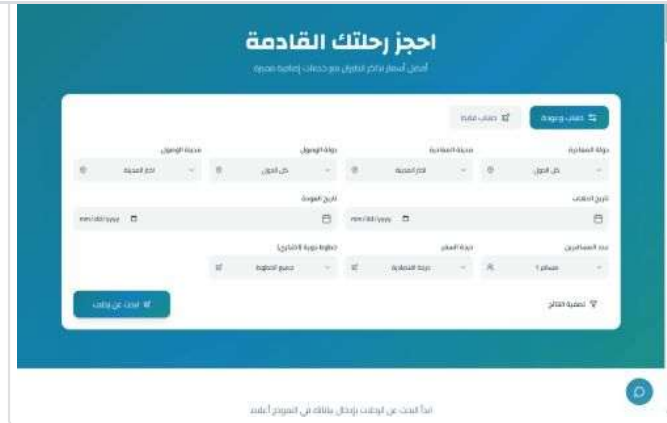 احجز رحلتك القادمة
أفضل أسعار تذاكر الطيران مع خدمات إضافية مميزة
ذهاب وعودة
ذهاب فقط
دولة المغادرة
مدينة المغادرة
دولة الوصول
مدينة الوصول
كل الدول
اختر المدينة
كل الدول
اختر المدينة
تاريخ الذهاب
تاريخ العودة
mm/dd/yyyy
mm/dd/yyyy
عدد المسافرين
درجة السفر
خطوط جوية (اختياري)
1 مسافر
درجة اقتصادية
جميع الخطوط
تصفية النتائج
ابحث عن رحلات
ابدأ البحث عن الرحلات بإدخال بياناتك في النموذج أعلاه